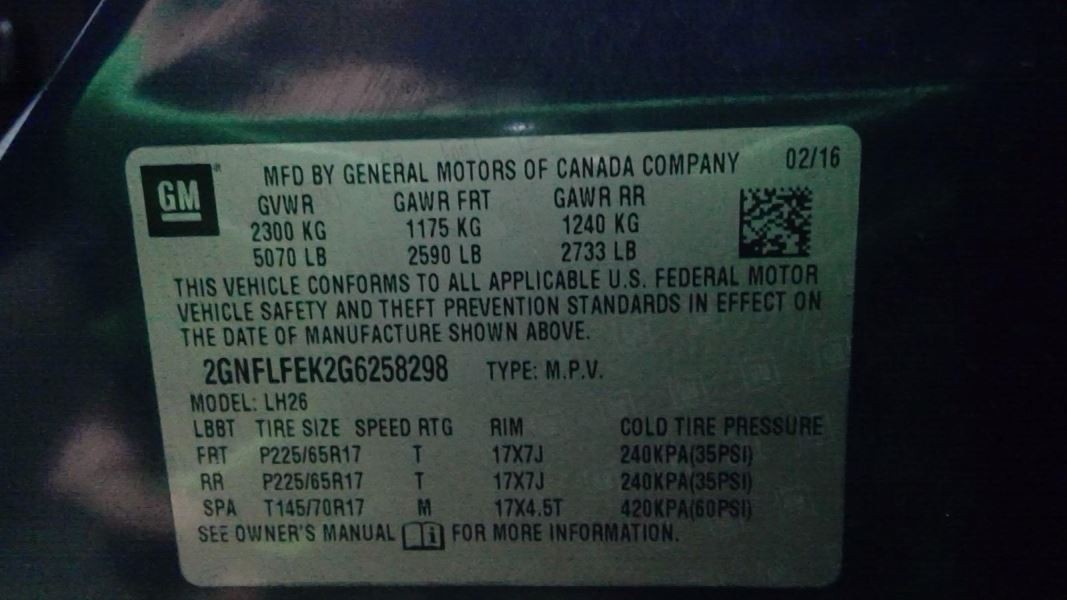 GM
MFD BY GENERAL MOTORS OF CANADA COMPANY 02/16
GVWR GAWR FRT GAWR RR
2300 KG 1175 KG 1240 KG
5070 LB 2590 LB 2733 LB
THIS VEHICLE CONFORMS TO ALL APPLICABLE U.S. FEDERAL MOTOR
VEHICLE SAFETY AND THEFT PREVENTION STANDARDS IN EFFECT ON
THE DATE OF MANUFACTURE SHOWN ABOVE.
2GNFLFEK2G6258298 TYPE: M.P.V.
MODEL: LH26
LBBT TIRE SIZE SPEED RTG RIM COLD TIRE PRESSURE
FRT P225/65R17 T 17X7J 240KPA(35PSI)
RR P225/65R17 T 17X7J 240KPA(35PSI)
SPA T145/70R17 M 17X4.5T 420KPA(60PSI)
SEE OWNER'S MANUAL FOR MORE INFORMATION.